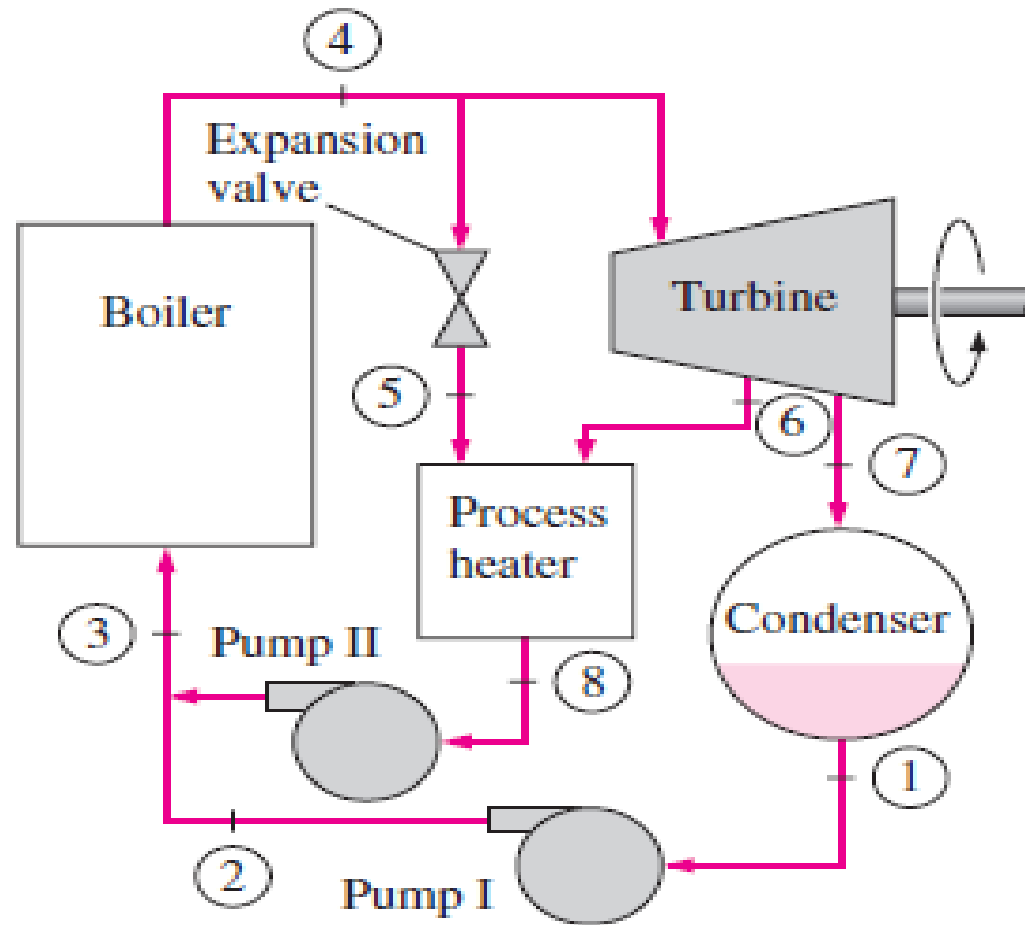 4
Expansion
valve
Boiler
Turbine
5
6
7
Process
heater
Condenser
3
Pump II
8
1
2
Pump I